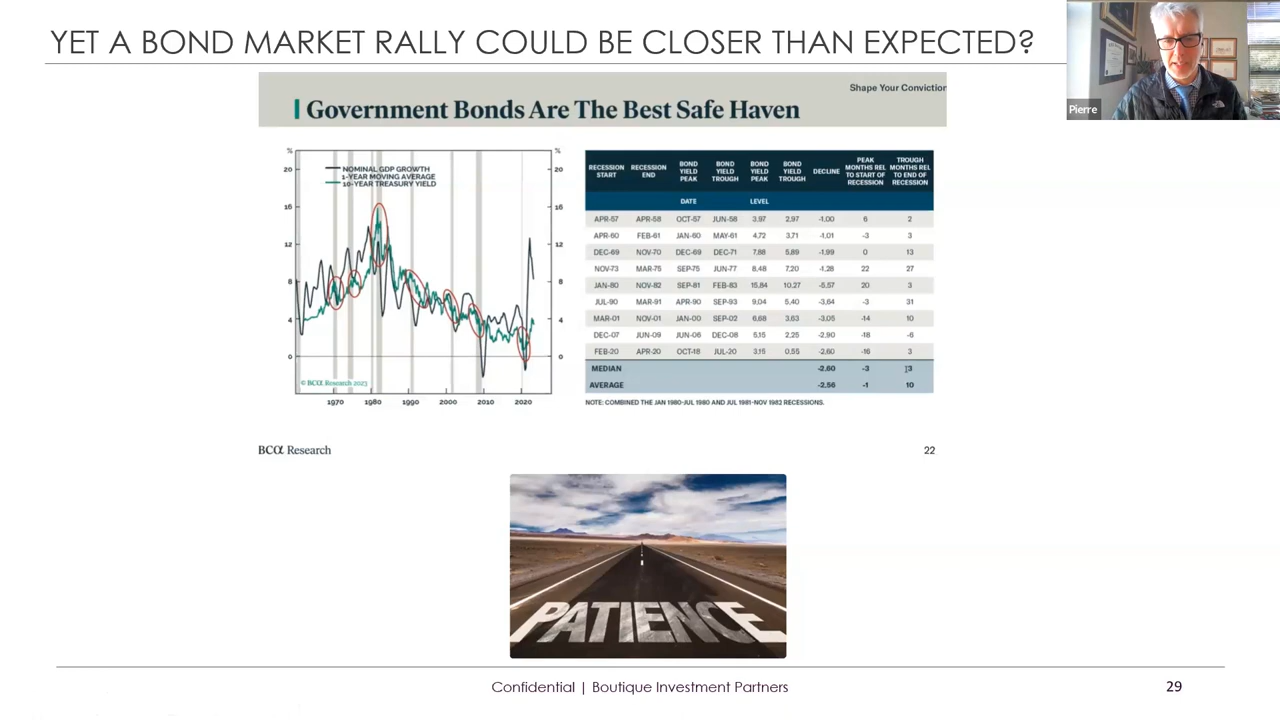 YET A BOND MARKET RALLY COULD BE CLOSER THAN EXPECTED?
Pierre
Shape Your Conviction
Government Bonds Are The Best Safe Haven
% %
NOMINAL GDP GROWTH
1-YEAR MOVING AVERAGE
10-YEAR TREASURY YIELD
20 20
16 16
12 12
8 8
4 4
0 0
© BCα Research 2023
1970 1980 1990 2000 2010 2020
RECESSION START RECESSION END BOND YIELD PEAK BOND YIELD TROUGH BOND YIELD PEAK BOND YIELD TROUGH DECLINE PEAK MONTHS REL TO START OF RECESSION TROUGH MONTHS REL TO END OF RECESSION
DATE LEVEL
APR-57 APR-58 OCT-57 JUN-58 3.97 2.97 -1.00 6 2
APR-60 FEB-61 JAN-60 MAY-61 4.72 3.71 -1.01 -3 3
DEC-69 NOV-70 DEC-69 DEC-71 7.88 5.89 -1.99 0 13
NOV-73 MAR-75 SEP-75 JUN-77 8.48 7.20 -1.28 22 27
JAN-80 NOV-82 SEP-81 FEB-83 15.84 10.27 -5.57 20 3
JUL-90 MAR-91 APR-90 SEP-93 9.04 5.40 -3.64 -3 31
MAR-01 NOV-01 JAN-00 SEP-02 6.68 3.63 -3.05 -14 10
DEC-07 JUN-09 JUN-06 DEC-08 5.15 2.25 -2.90 -18 -6
FEB-20 APR-20 OCT-18 JUL-20 3.15 0.55 -2.60 -16 3
MEDIAN -2.60 -3 3
AVERAGE -2.56 -1 10
NOTE: COMBINED THE JAN 1980-JUL 1980 AND JUL 1981-NOV 1982 RECESSIONS.
BCα Research
22
PATIENCE
Confidential | Boutique Investment Partners
29